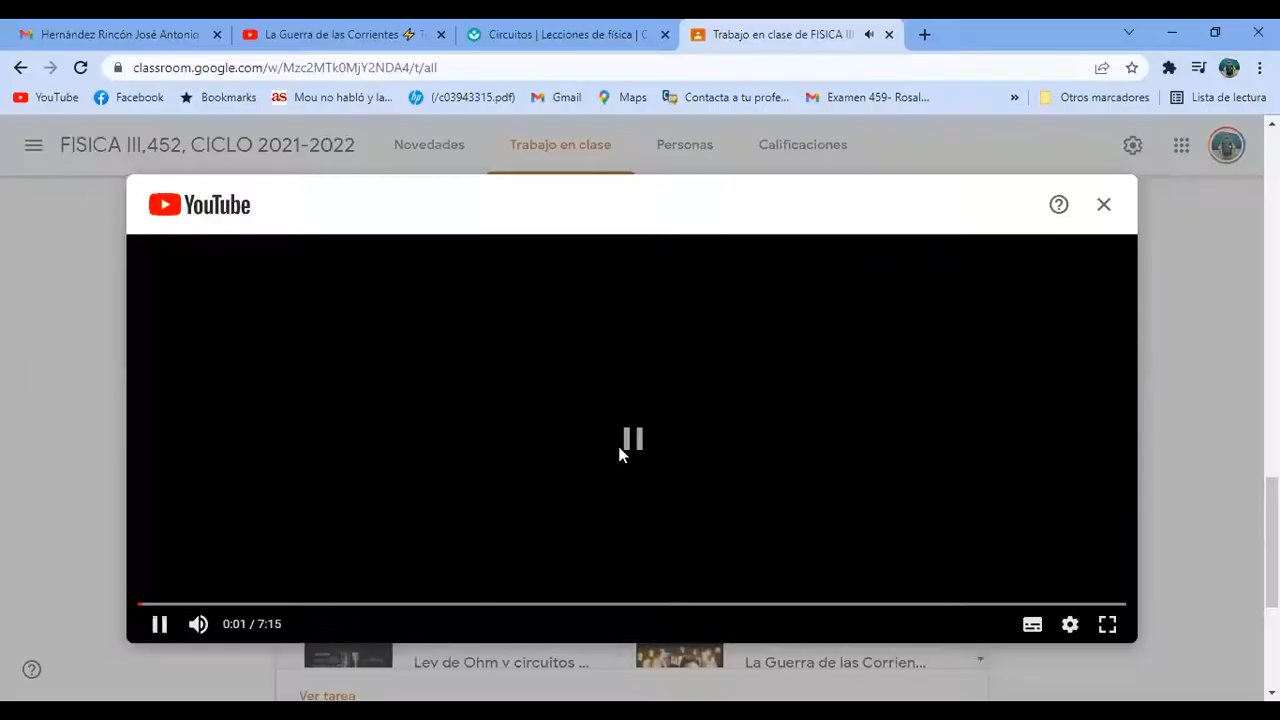 Hernández Rincón José Antonio
La Guerra de las Corrientes ⚡ T
Circuitos | Lecciones de física | C
Trabajo en clase de FISICA III
classroom.google.com/w/Mzc2MTk0MjY2NDA4/t/all
YouTube
Facebook
Bookmarks
as Mou no habló y la...
hp (/c03943315.pdf)
Gmail
Maps
Contacta a tu profe...
Examen 459- Rosal...
»
Otros marcadores
Lista de lectura
FISICA III,452, CICLO 2021-2022
Novedades
Trabajo en clase
Personas
Calificaciones
YouTube
0:01 / 7:15
Ley de Ohm y circuitos ...
La Guerra de las Corrien...
Ver tarea